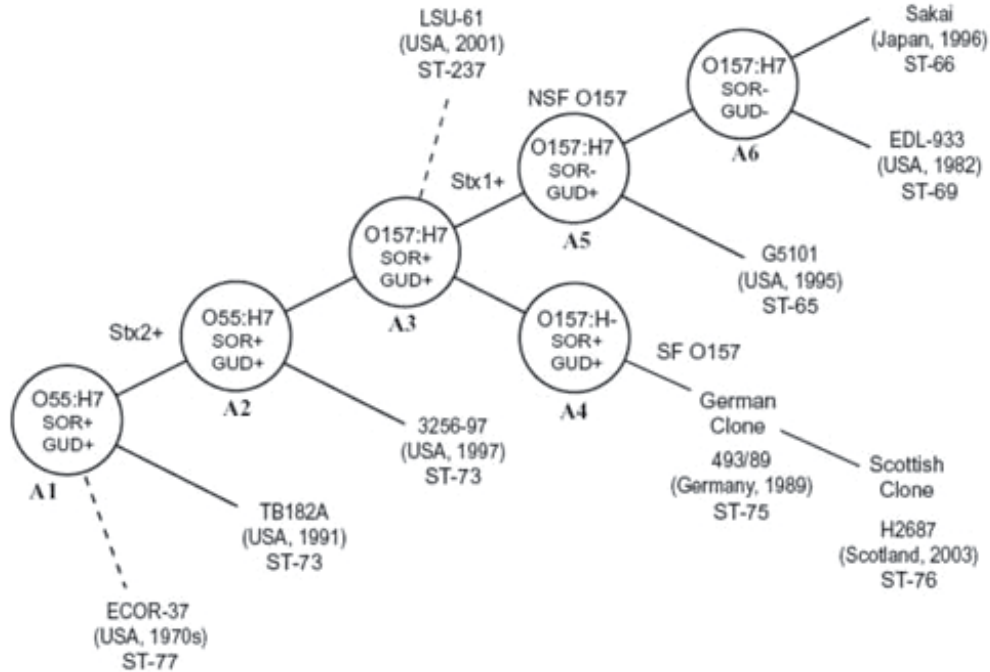 LSU-61
(USA, 2001)
ST-237
Sakai
(Japan, 1996)
ST-66
O157:H7
SOR-
GUD-
A6
EDL-933
(USA, 1982)
ST-69
NSF O157
O157:H7
SOR-
GUD+
A5
Stx1+
G5101
(USA, 1995)
ST-65
O157:H7
SOR+
GUD+
A3
O157:H-
SOR+
GUD+
A4
SF O157
German
Clone
493/89
(Germany, 1989)
ST-75
Scottish
Clone
H2687
(Scotland, 2003)
ST-76
Stx2+
O55:H7
SOR+
GUD+
A2
3256-97
(USA, 1997)
ST-73
O55:H7
SOR+
GUD+
A1
TB182A
(USA, 1991)
ST-73
ECOR-37
(USA, 1970s)
ST-77